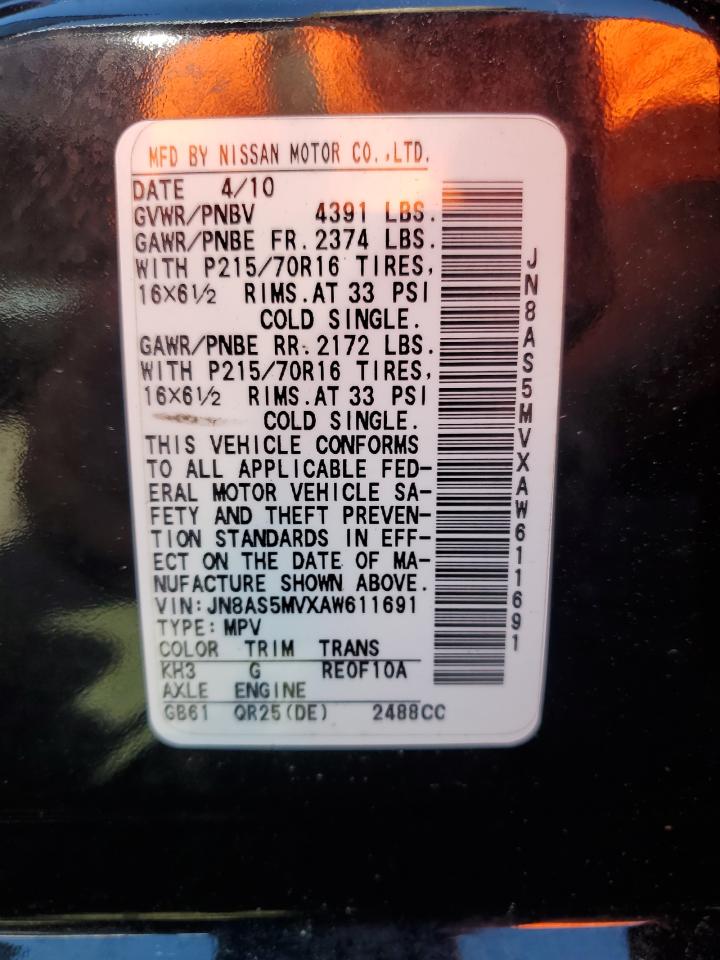 MFD BY NISSAN MOTOR CO.,LTD.
DATE 4/10
GVWR/PNBV 4391 LBS.
GAWR/PNBE FR. 2374 LBS.
WITH P215/70R16 TIRES,
16×6½ RIMS. AT 33 PSI
COLD SINGLE.
GAWR/PNBE RR. 2172 LBS.
WITH P215/70R16 TIRES,
16×6½ RIMS. AT 33 PSI
COLD SINGLE.
THIS VEHICLE CONFORMS
TO ALL APPLICABLE FED-
ERAL MOTOR VEHICLE SA-
FETY AND THEFT PREVEN-
TION STANDARDS IN EFF-
ECT ON THE DATE OF MA-
NUFACTURE SHOWN ABOVE.
VIN: JN8AS5MVXAW611691
TYPE: MPV
COLOR TRIM TRANS
KH3 G RE0F10A
AXLE ENGINE
GB61 QR25(DE) 2488CC
JN8AS5MVXAW611691